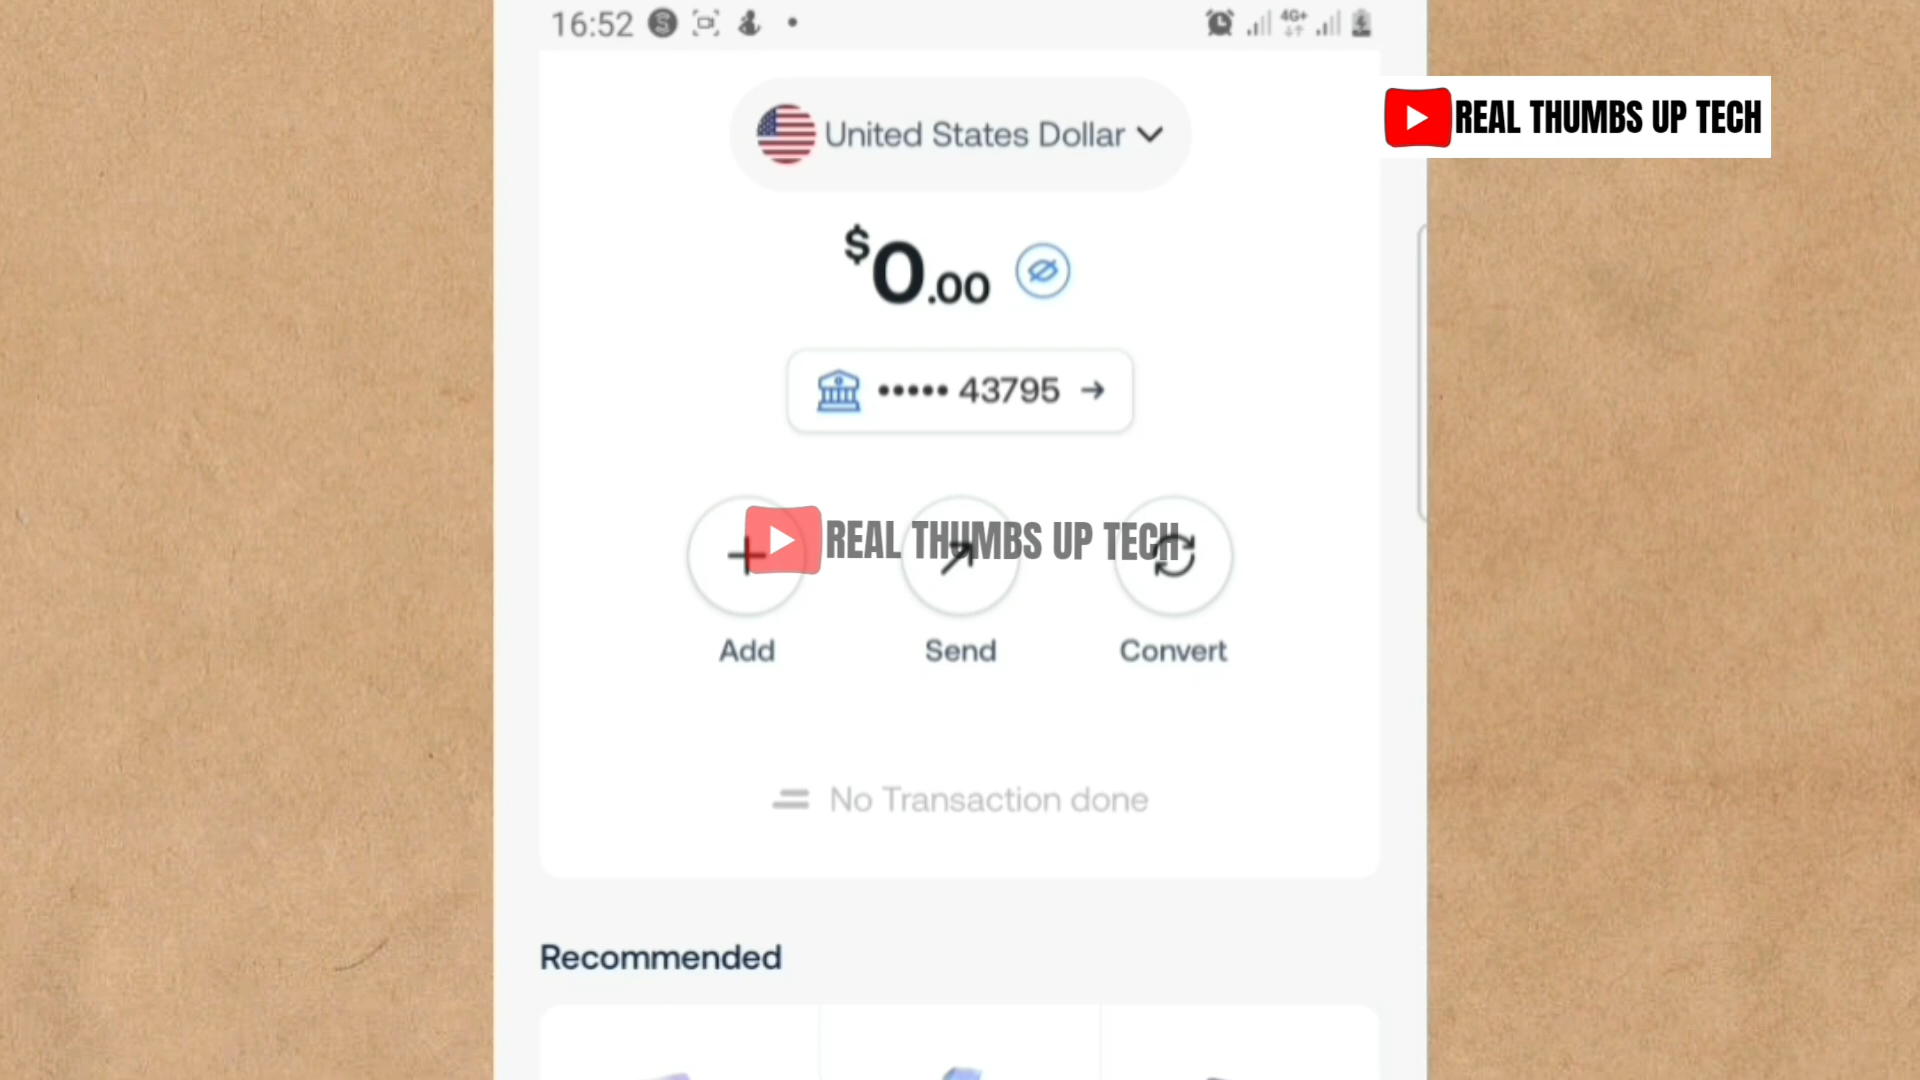 16:52
4G+
REAL THUMBS UP TECH
United States Dollar
$0.00
••••• 43795
REAL THUMBS UP TECH
Add
Send
Convert
No Transaction done
Recommended